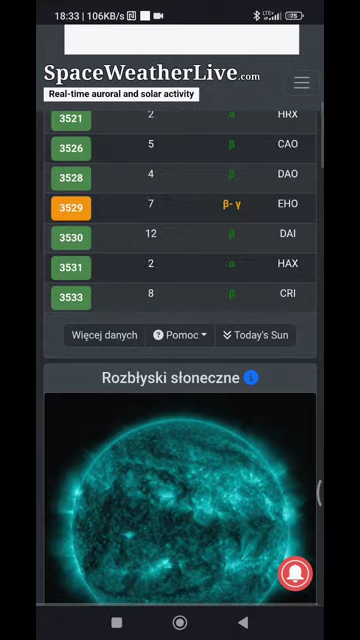 18:33 | 106KB/s
LTE+
75
SpaceWeatherLive.com
Real-time auroral and solar activity
3521 2 α HRX
3526 5 β CAO
3528 4 β DAO
3529 7 β- γ EHO
3530 12 β DAI
3531 2 α HAX
3533 8 β CRI
Więcej danych Pomoc Today's Sun
Rozbłyski słoneczne